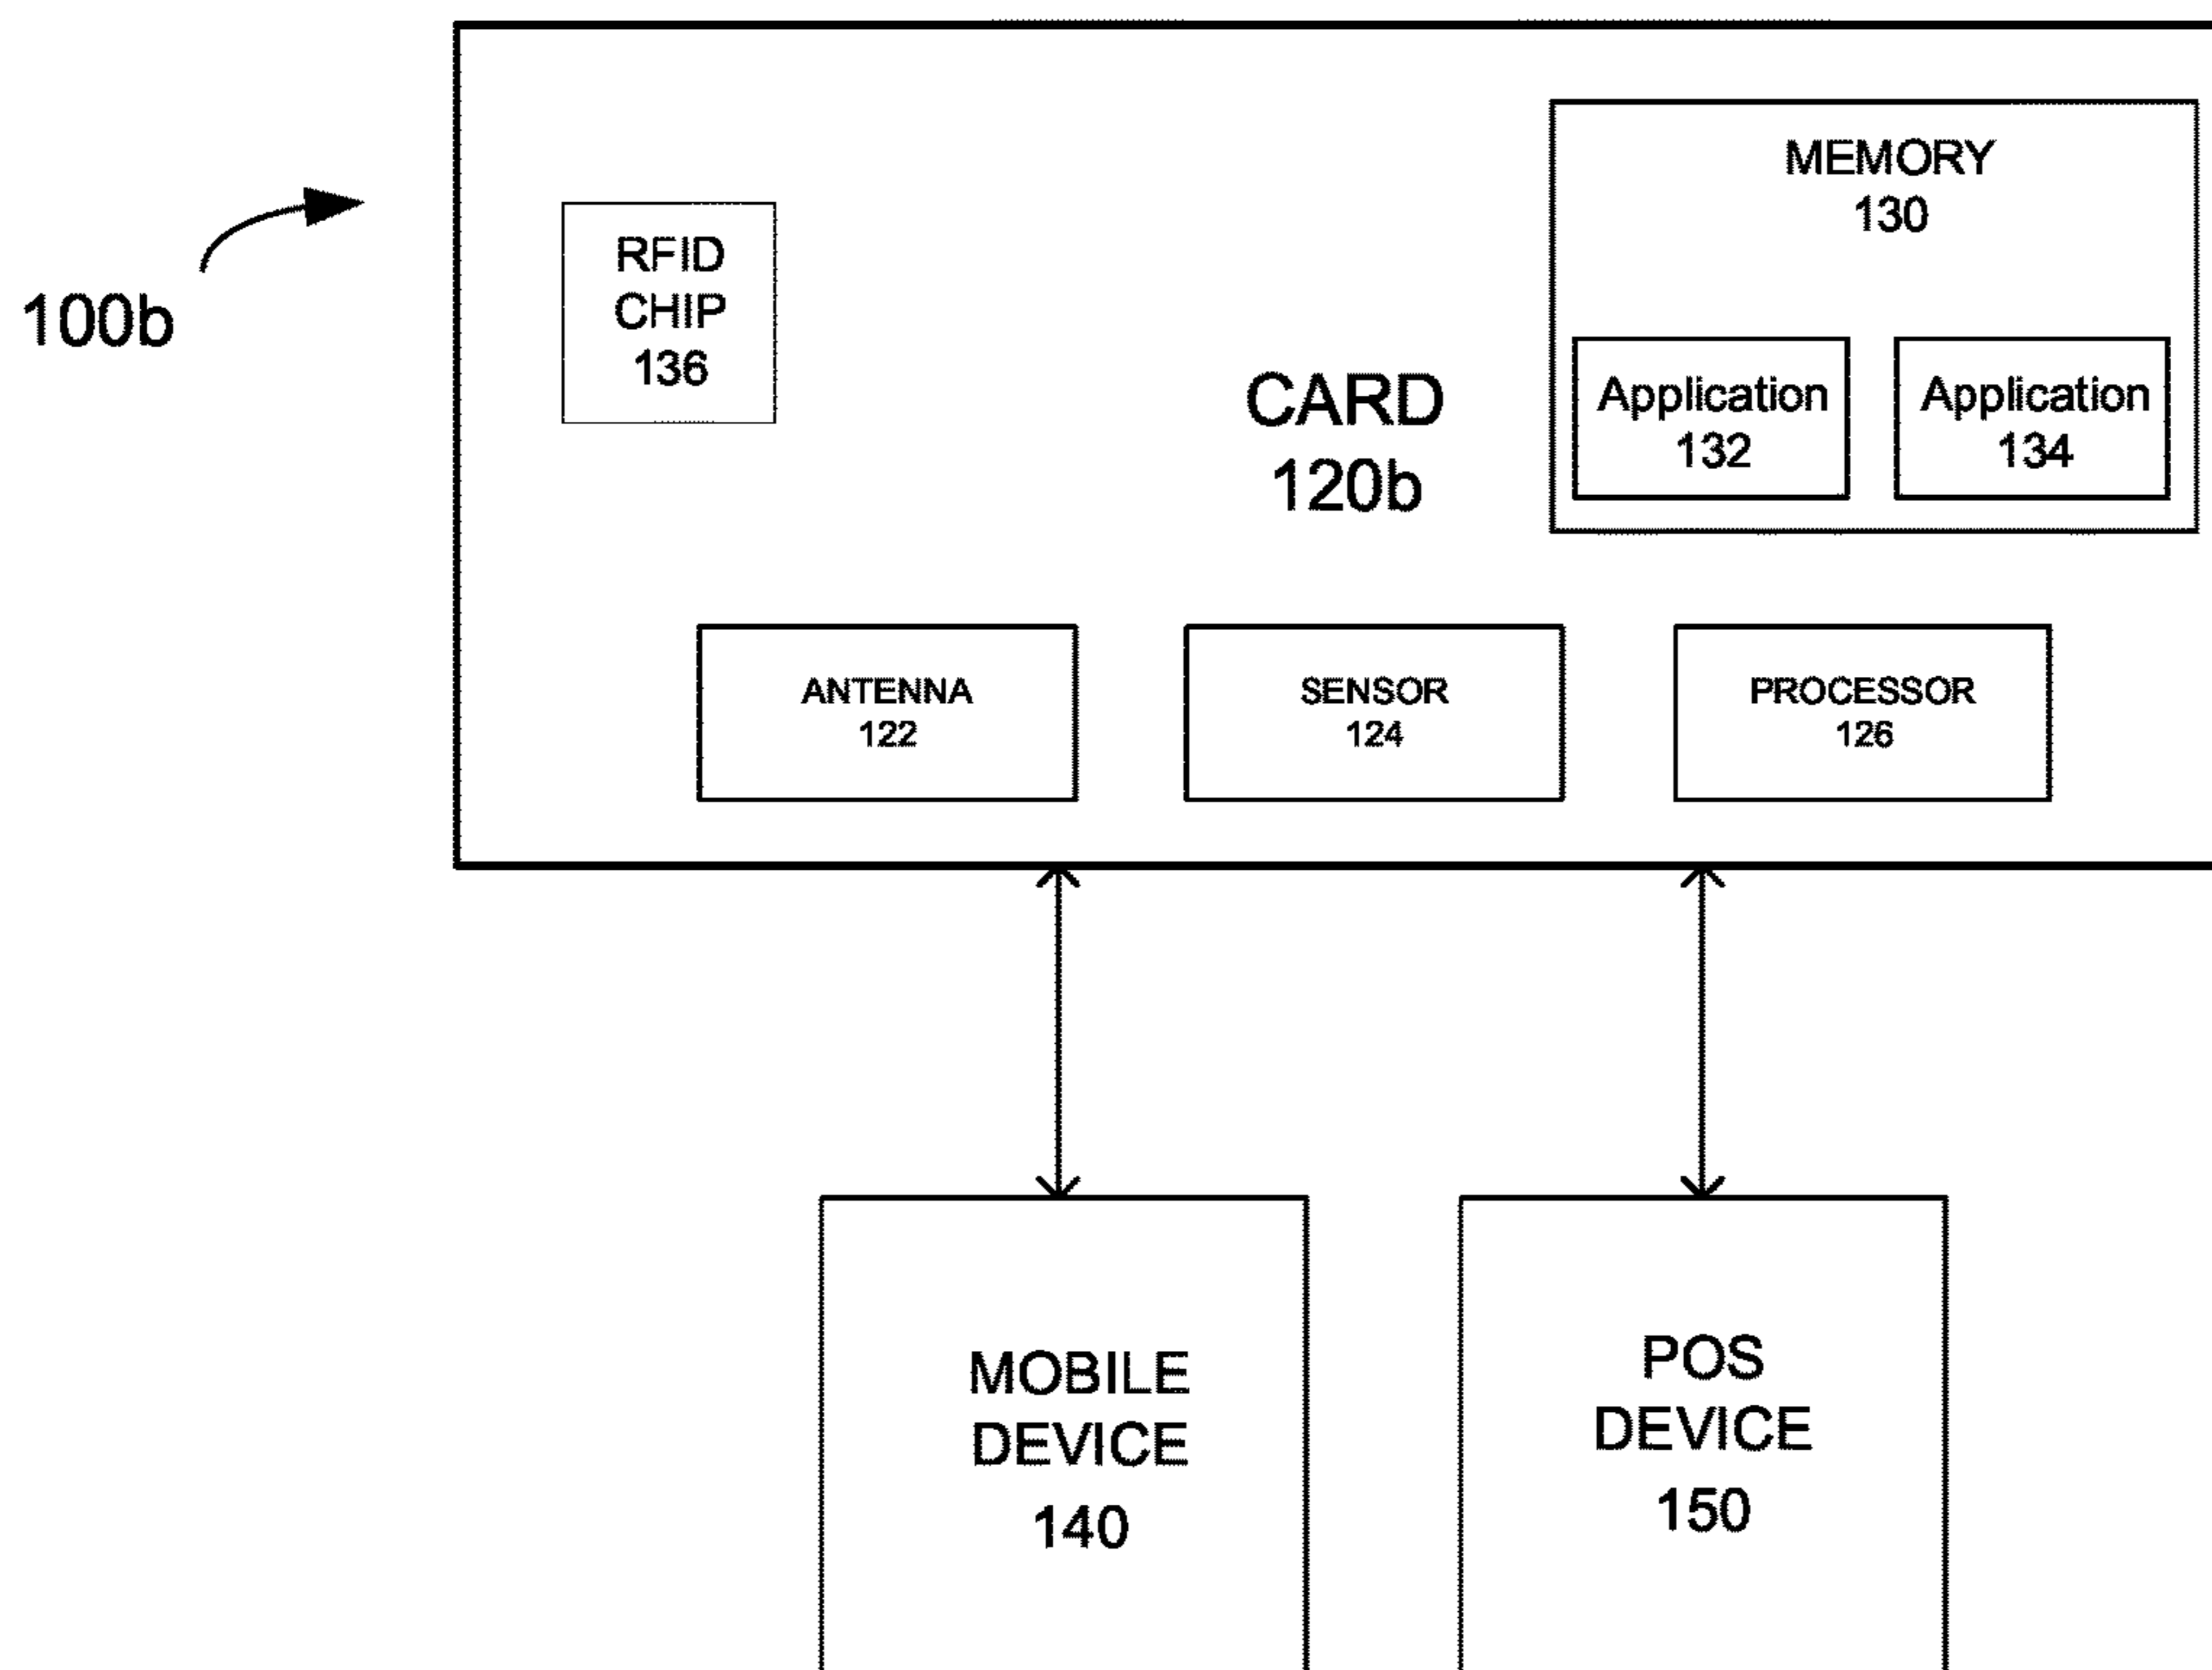 100b
RFID
CHIP
136
CARD
120b
MEMORY
130
Application
132
Application
134
ANTENNA
122
SENSOR
124
PROCESSOR
126
MOBILE
DEVICE
140
POS
DEVICE
150